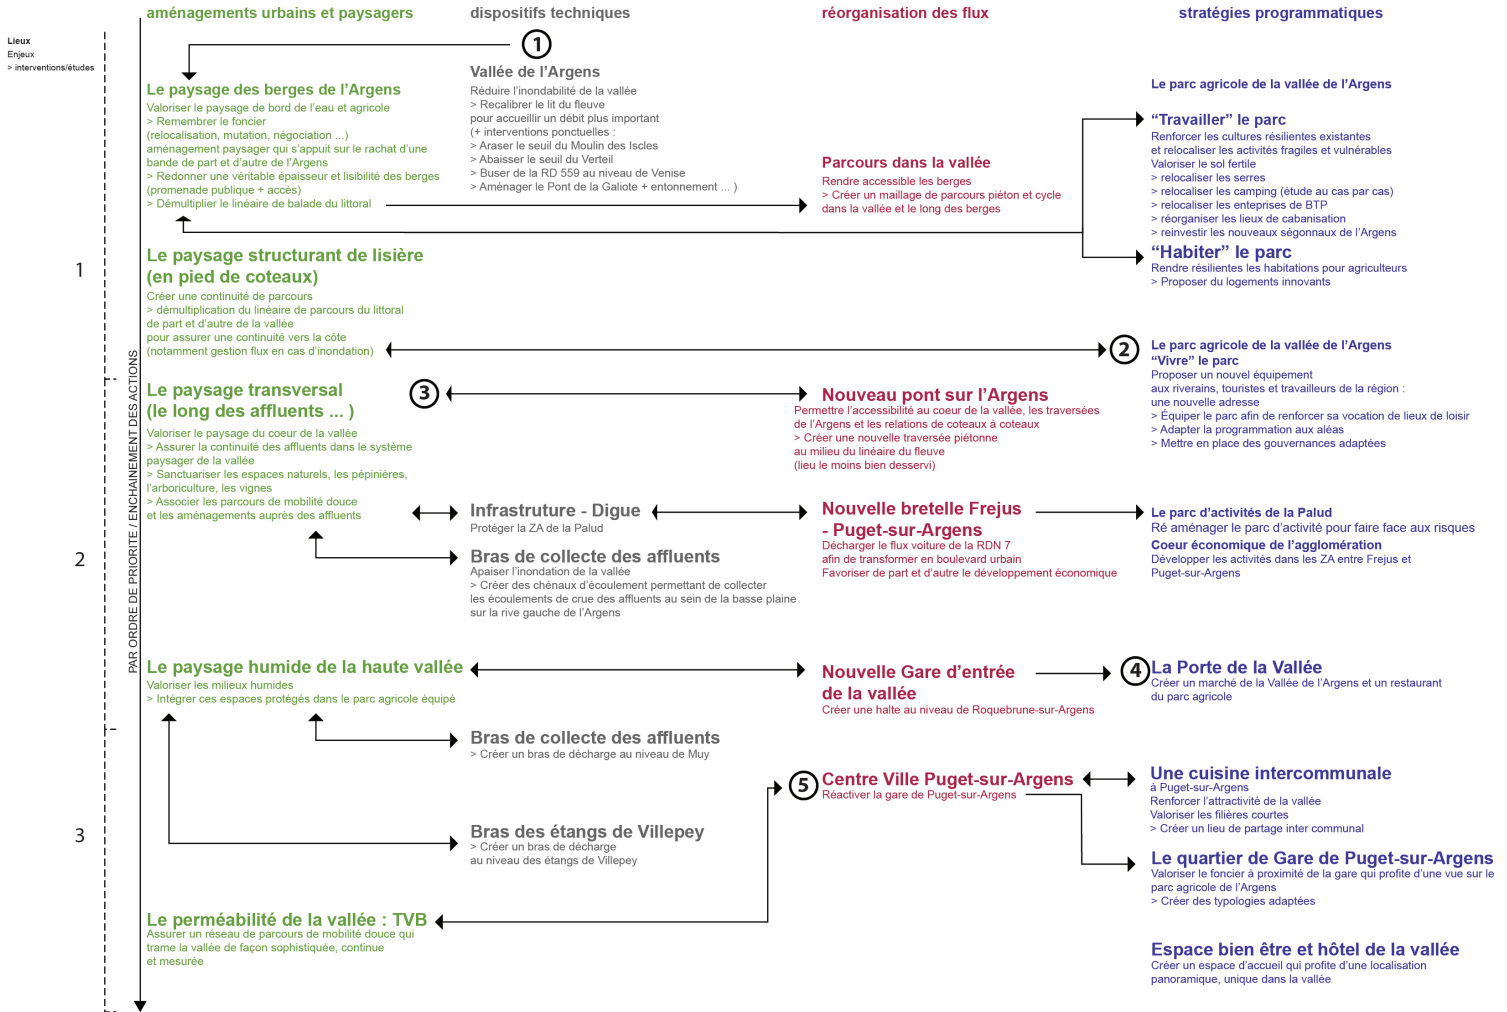 aménagements urbains et paysagers
dispositifs techniques
réorganisation des flux
stratégies programmatiques
Lieux
Enjeux
> interventions/études
PAR ORDRE DE PRIORITE / ENCHAINEMENT DES ACTIONS
1
2
3
Le paysage des berges de l’Argens
Valoriser le paysage de bord de l’eau et agricole
> Remembrer le foncier
(relocalisation, mutation, négociation ...)
aménagement paysager qui s’appuit sur le rachat d’une
bande de part et d’autre de l’Argens
> Redonner une véritable épaisseur et lisibilité des berges
(promenade publique + accès)
> Démultiplier le linéaire de balade du littoral
Le paysage structurant de lisière
(en pied de coteaux)
Créer une continuité de parcours
> démultiplication du linéaire de parcours du littoral
de part et d’autre de la vallée
pour assurer une continuité vers la côte
(notamment gestion flux en cas d’inondation)
Le paysage transversal
(le long des affluents ... )
Valoriser le paysage du coeur de la vallée
> Assurer la continuité des affluents dans le système
paysager de la vallée
> Sanctuariser les espaces naturels, les pépinières,
l’arboriculture, les vignes
> Associer les parcours de mobilité douce
et les aménagements auprès des affluents
Le paysage humide de la haute vallée
Valoriser les milieux humides
> Intégrer ces espaces protégés dans le parc agricole équipé
Le perméabilité de la vallée : TVB
Assurer un réseau de parcours de mobilité douce qui
trame la vallée de façon sophistiquée, continue
et mesurée
1
Vallée de l’Argens
Réduire l’inondabilité de la vallée
> Recalibrer le lit du fleuve
pour accueillir un débit plus important
(+ interventions ponctuelles :
> Araser le seuil du Moulin des Iscles
> Abaisser le seuil du Verteil
> Buser de la RD 559 au niveau de Venise
> Aménager le Pont de la Galiote + entonnement ... )
3
Infrastruture - Digue
Protéger la ZA de la Palud
Bras de collecte des affluents
Apaiser l’inondation de la vallée
> Créer des chénaux d’écoulement permettant de collecter
les écoulements de crue des affluents au sein de la basse plaine
sur la rive gauche de l’Argens
Bras de collecte des affluents
> Créer un bras de décharge au niveau de Muy
Bras des étangs de Villepey
> Créer un bras de décharge
au niveau des étangs de Villepey
Parcours dans la vallée
Rendre accessible les berges
> Créer un maillage de parcours piéton et cycle
dans la vallée et le long des berges
Nouveau pont sur l’Argens
Permettre l’accessibilité au coeur de la vallée, les traversées
de l’Argens et les relations de coteaux à coteaux
> Créer une nouvelle traversée piétonne
au milieu du linéaire du fleuve
(lieu le moins bien desservi)
Nouvelle bretelle Frejus
- Puget-sur-Argens
Décharger le flux voiture de la RDN 7
afin de transformer en boulevard urbain
Favoriser de part et d’autre le développement économique
Nouvelle Gare d’entrée
de la vallée
Créer une halte au niveau de Roquebrune-sur-Argens
5
Centre Ville Puget-sur-Argens
Réactiver la gare de Puget-sur-Argens
Le parc agricole de la vallée de l’Argens
“Travailler” le parc
Renforcer les cultures résilientes existantes
et relocaliser les activités fragiles et vulnérables
Valoriser le sol fertile
> relocaliser les serres
> relocaliser les camping (étude au cas par cas)
> relocaliser les enteprises de BTP
> réorganiser les lieux de cabanisation
> reinvestir les nouveaux ségonnaux de l’Argens
“Habiter” le parc
Rendre résilientes les habitations pour agriculteurs
> Proposer du logements innovants
2
Le parc agricole de la vallée de l’Argens
“Vivre” le parc
Proposer un nouvel équipement
aux riverains, touristes et travailleurs de la région :
une nouvelle adresse
> Équiper le parc afin de renforcer sa vocation de lieux de loisir
> Adapter la programmation aux aléas
> Mettre en place des gouvernances adaptées
Le parc d’activités de la Palud
Ré aménager le parc d’activité pour faire face aux risques
Coeur économique de l’agglomération
Développer les activités dans les ZA entre Frejus et
Puget-sur-Argens
4
La Porte de la Vallée
Créer un marché de la Vallée de l’Argens et un restaurant
du parc agricole
Une cuisine intercommunale
à Puget-sur-Argens
Renforcer l’attractivité de la vallée
Valoriser les filières courtes
> Créer un lieu de partage inter communal
Le quartier de Gare de Puget-sur-Argens
Valoriser le foncier à proximité de la gare qui profite d’une vue sur le
parc agricole de l’Argens
> Créer des typologies adaptées
Espace bien être et hôtel de la vallée
Créer un espace d’accueil qui profite d’une localisation
panoramique, unique dans la vallée